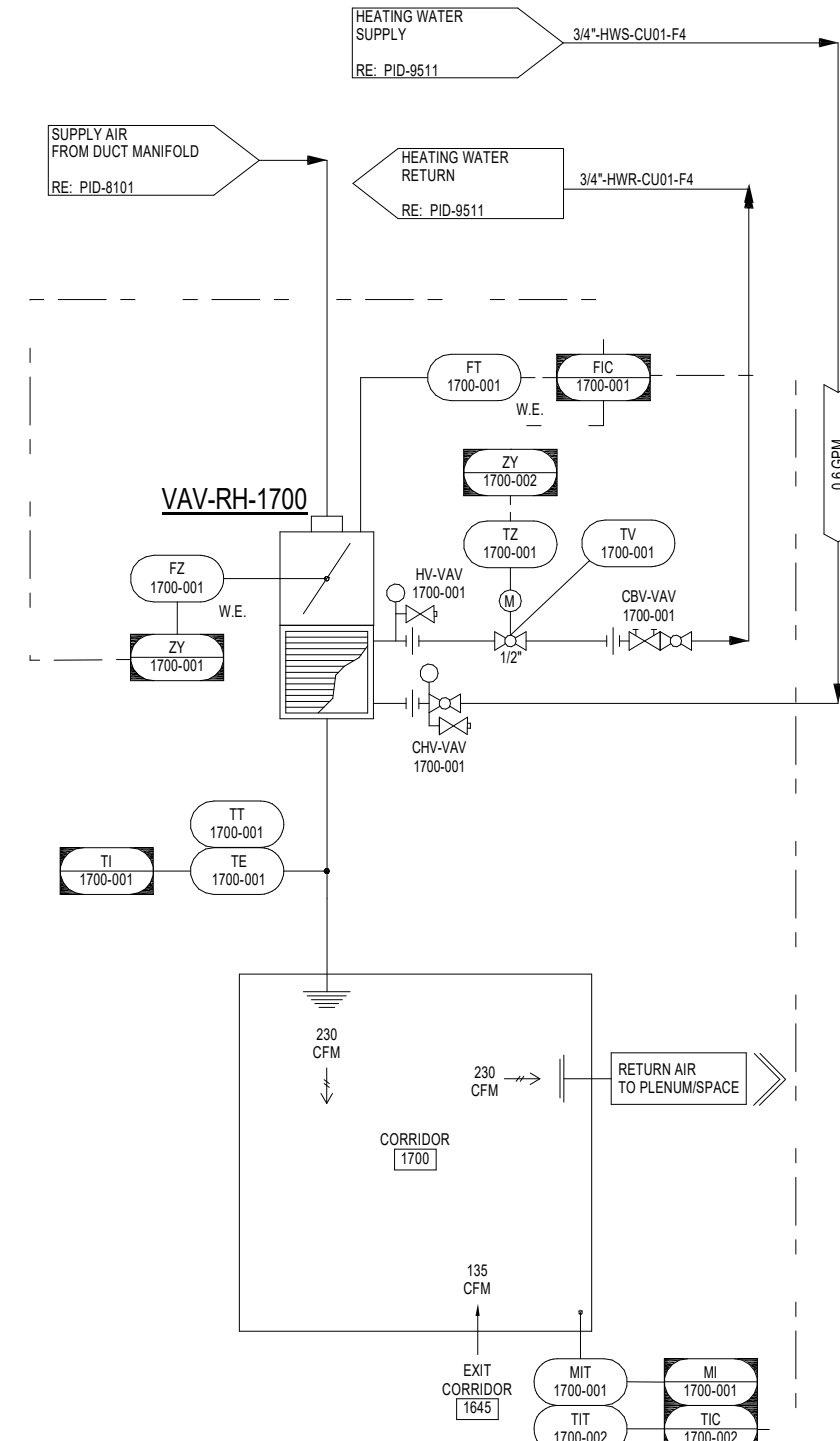 HEATING WATER
SUPPLY
RE: PID-9511
3/4"-HWS-CU01-F4
SUPPLY AIR
FROM DUCT MANIFOLD
RE: PID-8101
HEATING WATER
RETURN
RE: PID-9511
3/4"-HWR-CU01-F4
FT
1700-001
FIC
1700-001
W.E.
0.6 GPM
ZY
1700-002
VAV-RH-1700
TZ
1700-001
TV
1700-001
FZ
1700-001
W.E.
HV-VAV
1700-001
M
CBV-VAV
1700-001
ZY
1700-001
1/2"
CHV-VAV
1700-001
TT
1700-001
TI
1700-001
TE
1700-001
230
CFM
230
CFM
RETURN AIR
TO PLENUM/SPACE
CORRIDOR
1700
135
CFM
EXIT
CORRIDOR
1645
MIT
1700-001
MI
1700-001
TIT
1700-002
TIC
1700-002